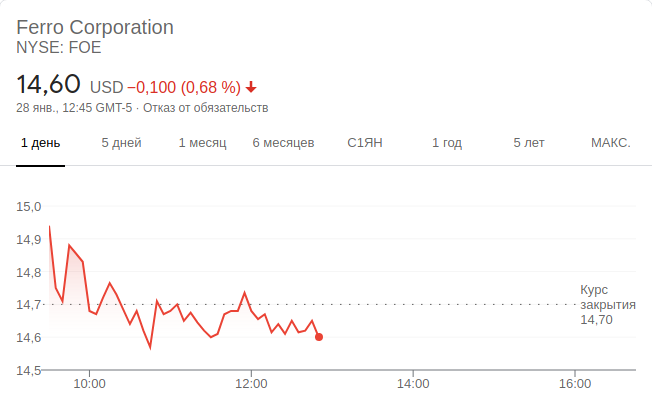 Ferro Corporation
NYSE: FOE
14,60 USD −0,100 (0,68 %)
28 янв., 12:45 GMT-5 · Отказ от обязательств
1 день 5 дней 1 месяц 6 месяцев С1ЯН 1 год 5 лет МАКС.
15,0
14,9
14,8
14,7
14,6
14,5
Курс
закрытия
14,70
10:00 12:00 14:00 16:00